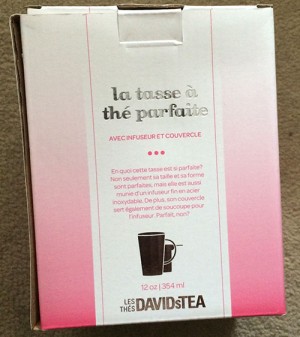 la tasse à
thé parfaite
AVEC INFUSEUR ET COUVERCLE
En quoi cette tasse est si parfaite?
Non seulement sa taille et sa forme
sont parfaites, mais elle est aussi
munie d'un infuseur fin en acier
inoxydable. De plus, son couvercle
sert également de soucoupe pour
l'infuseur. Parfait, non?
12 oz | 354 ml
LES THÉS DAVIDsTEA